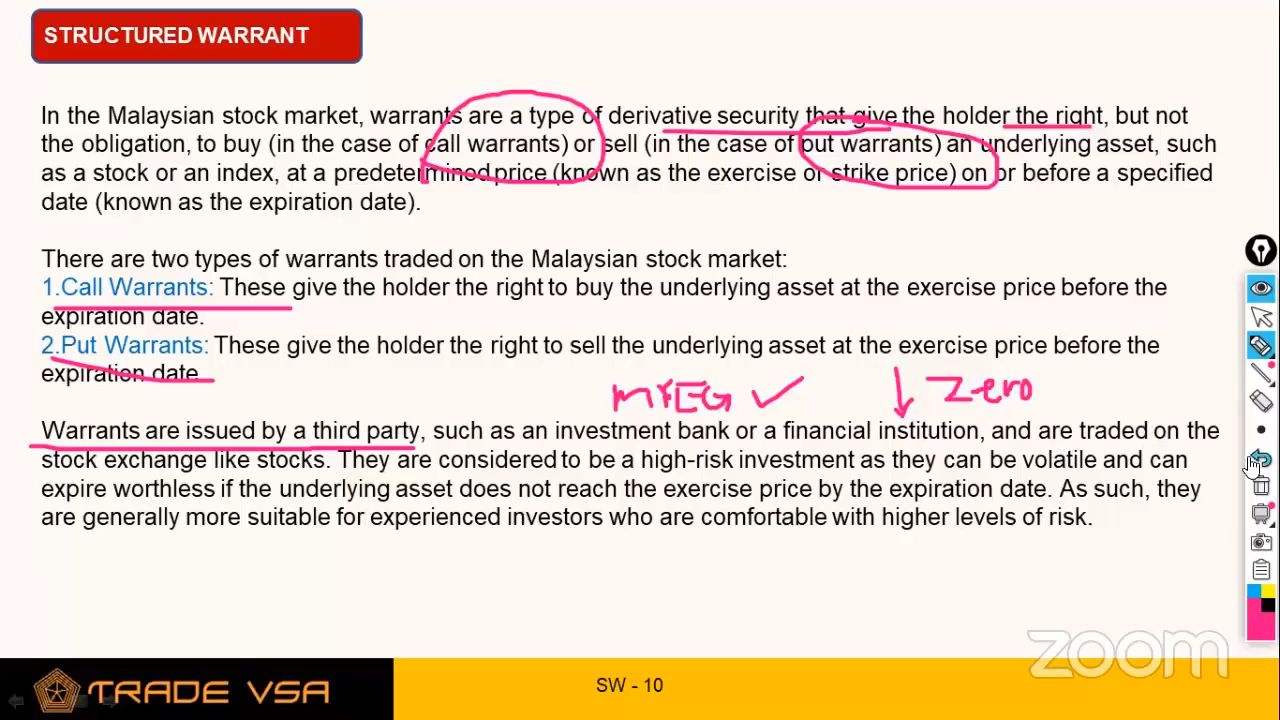 STRUCTURED WARRANT
In the Malaysian stock market, warrants are a type of derivative security that give the holder the right, but not
the obligation, to buy (in the case of call warrants) or sell (in the case of put warrants) an underlying asset, such
as a stock or an index, at a predetermined price (known as the exercise or strike price) on or before a specified
date (known as the expiration date).
There are two types of warrants traded on the Malaysian stock market:
1.Call Warrants: These give the holder the right to buy the underlying asset at the exercise price before the
expiration date.
2.Put Warrants: These give the holder the right to sell the underlying asset at the exercise price before the
expiration date.
MYEG ✓ ↓ Zero
Warrants are issued by a third party, such as an investment bank or a financial institution, and are traded on the
stock exchange like stocks. They are considered to be a high-risk investment as they can be volatile and can
expire worthless if the underlying asset does not reach the exercise price by the expiration date. As such, they
are generally more suitable for experienced investors who are comfortable with higher levels of risk.
zoom
TRADE VSA
SW - 10